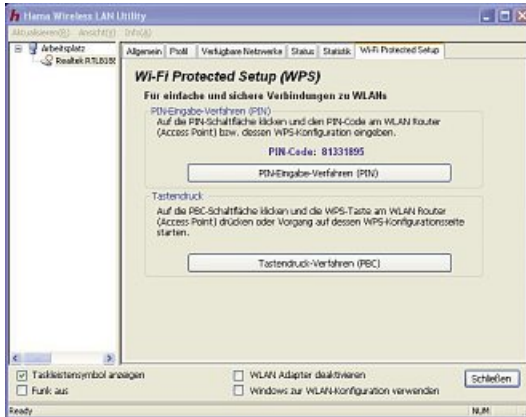 Hama Wireless LAN Utility
Aktualisieren(R) Ansicht(V) Info(A)
Arbeitsplatz
Realtek RTL8188
Allgemein Profil Verfügbare Netzwerke Status Statistik Wi-Fi Protected Setup
Wi-Fi Protected Setup (WPS)
Für einfache und sichere Verbindungen zu WLANs
PIN-Eingabe-Verfahren (PIN)
Auf die PIN-Schaltfläche klicken und den PIN-Code am WLAN Router
(Access Point) bzw. dessen WPS-Konfiguration eingeben.
PIN-Code: 81331895
PIN-Eingabe-Verfahren (PIN)
Tastendruck
Auf die PBC-Schaltfläche klicken und die WPS-Taste am WLAN Router
(Access Point) drücken oder Vorgang auf dessen WPS-Konfigurationsseite
starten.
Tastendruck-Verfahren (PBC)
Taskleistensymbol anzeigen
WLAN Adapter deaktivieren
Schließen
Funk aus
Windows zur WLAN-Konfiguration verwenden
Ready
NUM